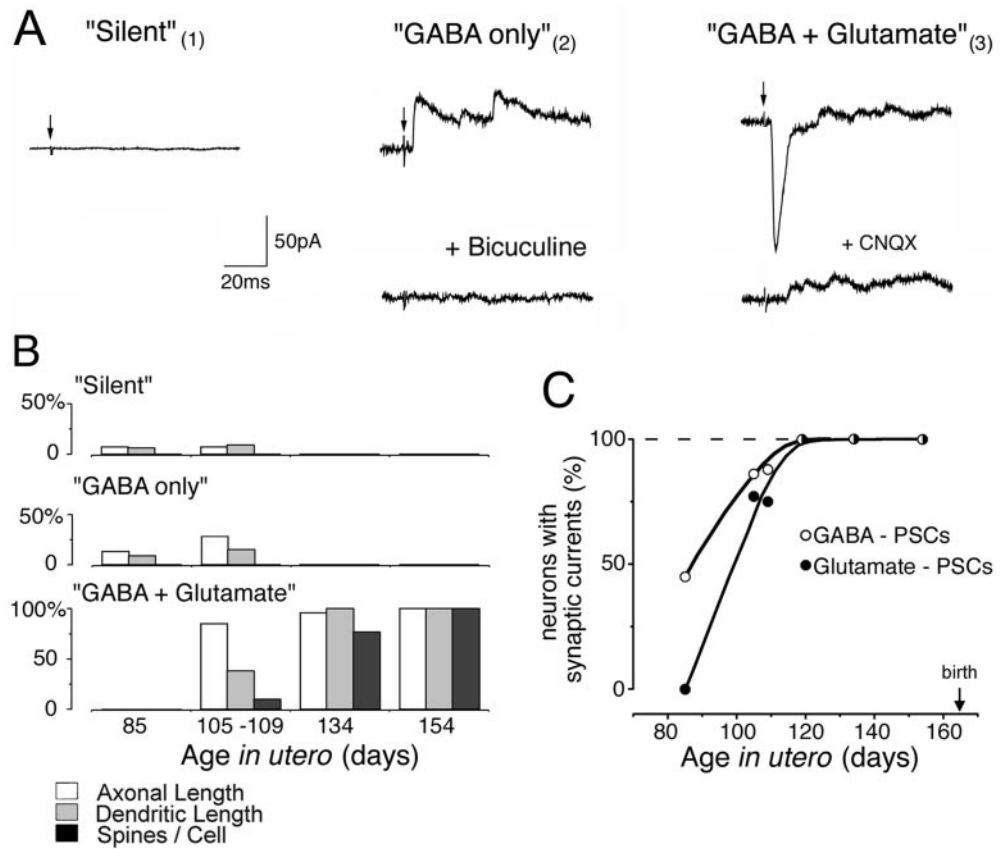 A
"Silent" (1)
"GABA only" (2)
"GABA + Glutamate" (3)
50pA
20ms
+ Bicuculine
+ CNQX
B
"Silent"
50%
0
"GABA only"
50%
0
"GABA + Glutamate"
100%
50
0
85 105 -109 134 154
Age in utero (days)
Axonal Length
Dendritic Length
Spines / Cell
C
neurons with
synaptic currents (%)
100
50
0
GABA - PSCs
Glutamate - PSCs
birth
80 100 120 140 160
Age in utero (days)